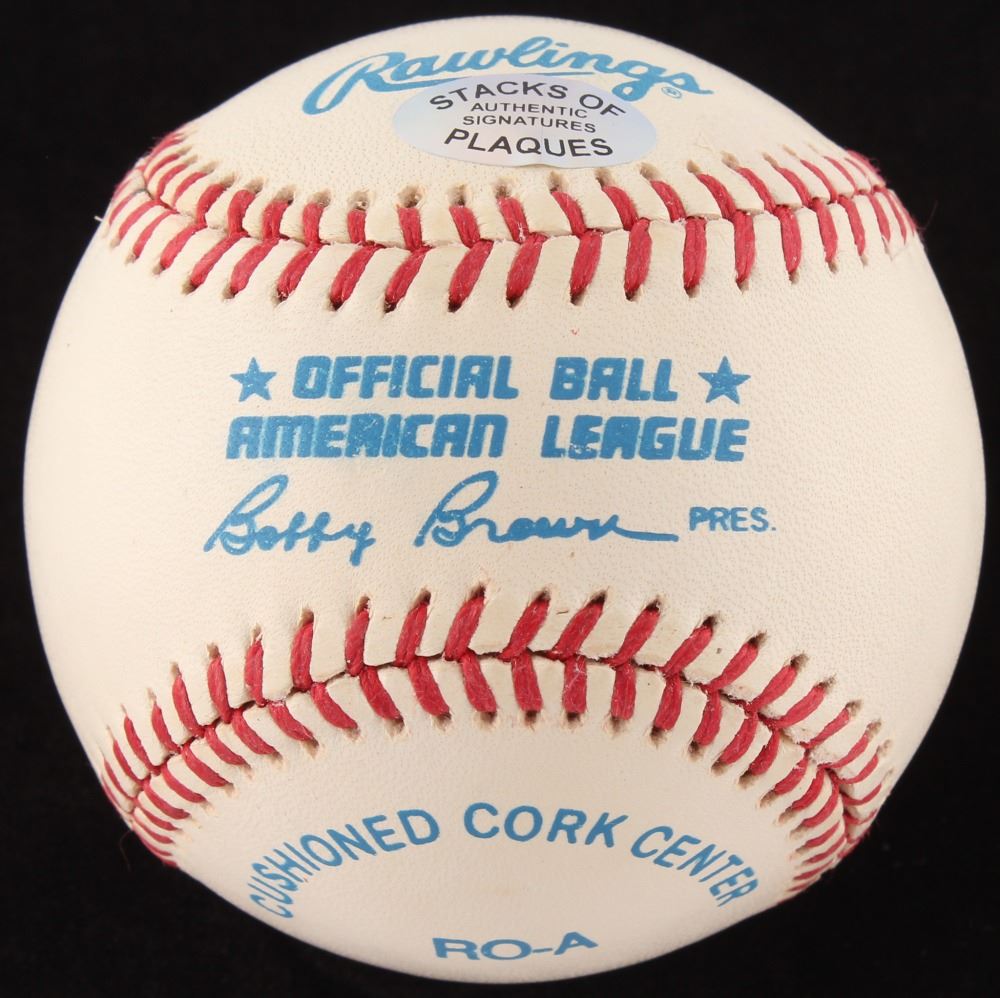 Rawlings®
STACKS OF
AUTHENTIC
SIGNATURES
PLAQUES
★ OFFICIAL BALL ★
AMERICAN LEAGUE
Bobby Brown PRES.
CUSHIONED CORK CENTER
RO-A